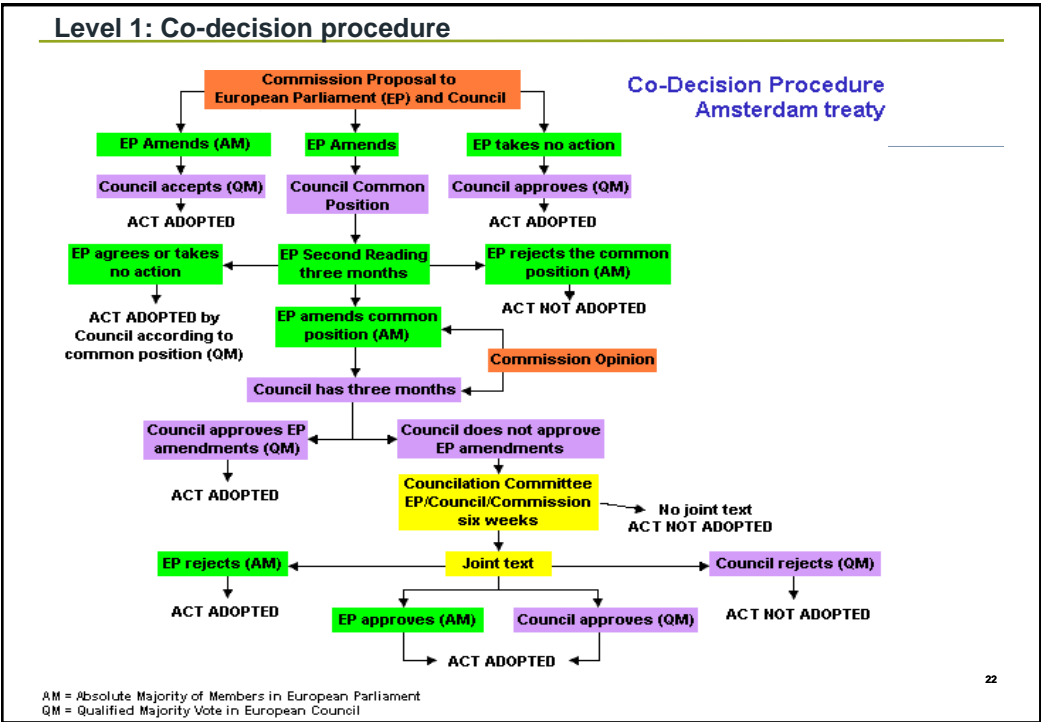 Level 1: Co-decision procedure
Commission Proposal to
European Parliament (EP) and Council
Co-Decision Procedure
Amsterdam treaty
EP Amends (AM)
EP Amends
EP takes no action
Council accepts (QM)
Council Common
Position
Council approves (QM)
ACT ADOPTED
ACT ADOPTED
EP agrees or takes
no action
EP Second Reading
three months
EP rejects the common
position (AM)
ACT ADOPTED by
Council according to
common position (QM)
EP amends common
position (AM)
ACT NOT ADOPTED
Commission Opinion
Council has three months
Council approves EP
amendments (QM)
Council does not approve
EP amendments
ACT ADOPTED
Councilation Committee
EP/Council/Commission
six weeks
No joint text
ACT NOT ADOPTED
EP rejects (AM)
Joint text
Council rejects (QM)
ACT ADOPTED
EP approves (AM)
Council approves (QM)
ACT NOT ADOPTED
ACT ADOPTED
22
AM = Absolute Majority of Members in European Parliament
QM = Qualified Majority Vote in European Council